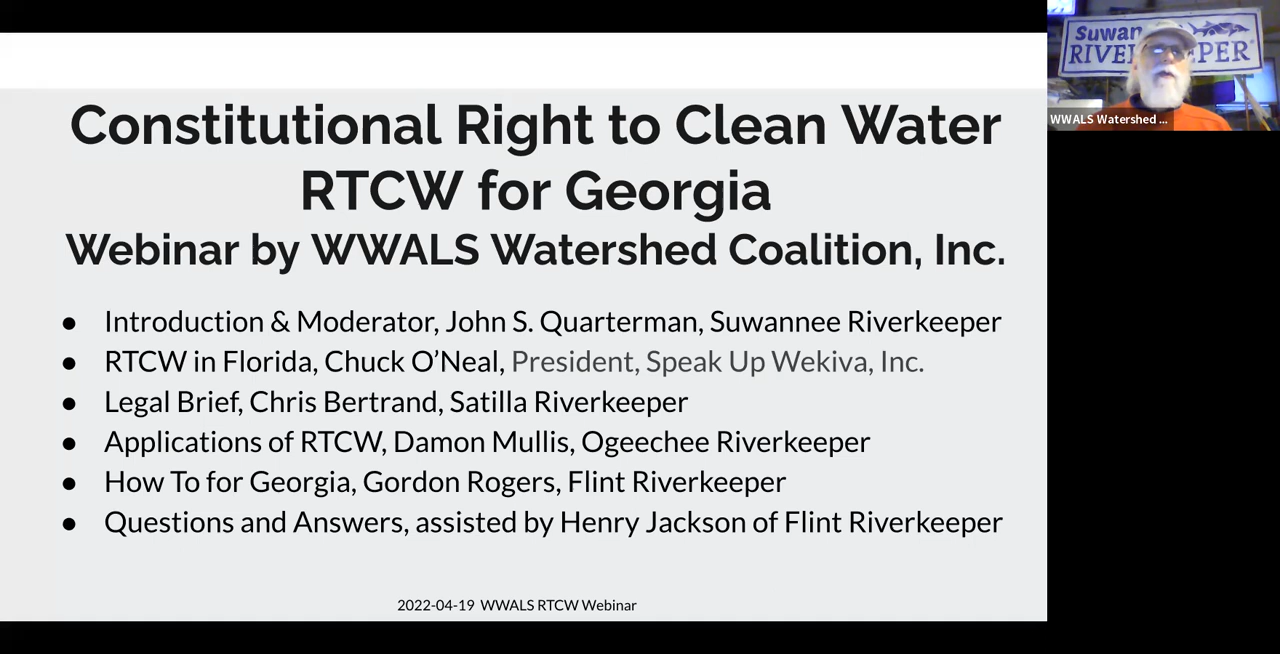 Constitutional Right to Clean Water
RTCW for Georgia
Webinar by WWALS Watershed Coalition, Inc.
● Introduction & Moderator, John S. Quarterman, Suwannee Riverkeeper
● RTCW in Florida, Chuck O’Neal, President, Speak Up Wekiva, Inc.
● Legal Brief, Chris Bertrand, Satilla Riverkeeper
● Applications of RTCW, Damon Mullis, Ogeechee Riverkeeper
● How To for Georgia, Gordon Rogers, Flint Riverkeeper
● Questions and Answers, assisted by Henry Jackson of Flint Riverkeeper
2022-04-19 WWALS RTCW Webinar
WWALS Watershed ...